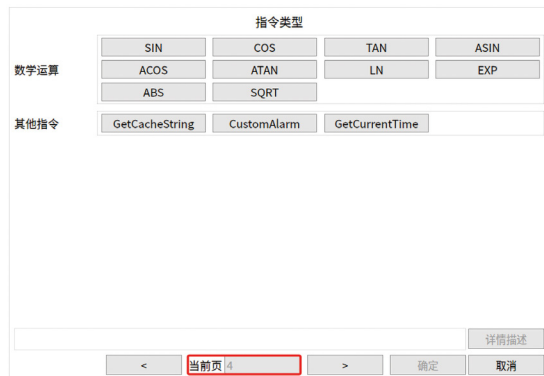 指令类型
SIN COS TAN ASIN
数学运算 ACOS ATAN LN EXP
ABS SQRT
其他指令 GetCacheString CustomAlarm GetCurrentTime
详情描述
< 当前页 4 > 确定 取消